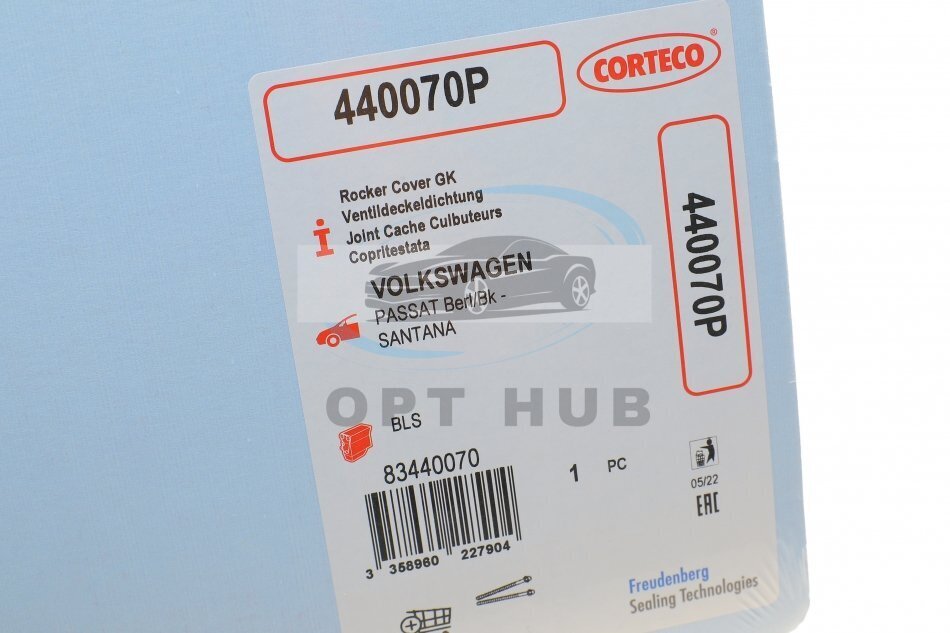 440070P
CORTECO®
440070P
Rocker Cover GK
Ventildeckeldichtung
Joint Cache Culbuteurs
Copritestata
i
VOLKSWAGEN
PASSAT Berl/Bk -
SANTANA
OPT HUB
BLS
83440070
1 PC
3 358960 227904
05/22
EAC
Freudenberg
Sealing Technologies